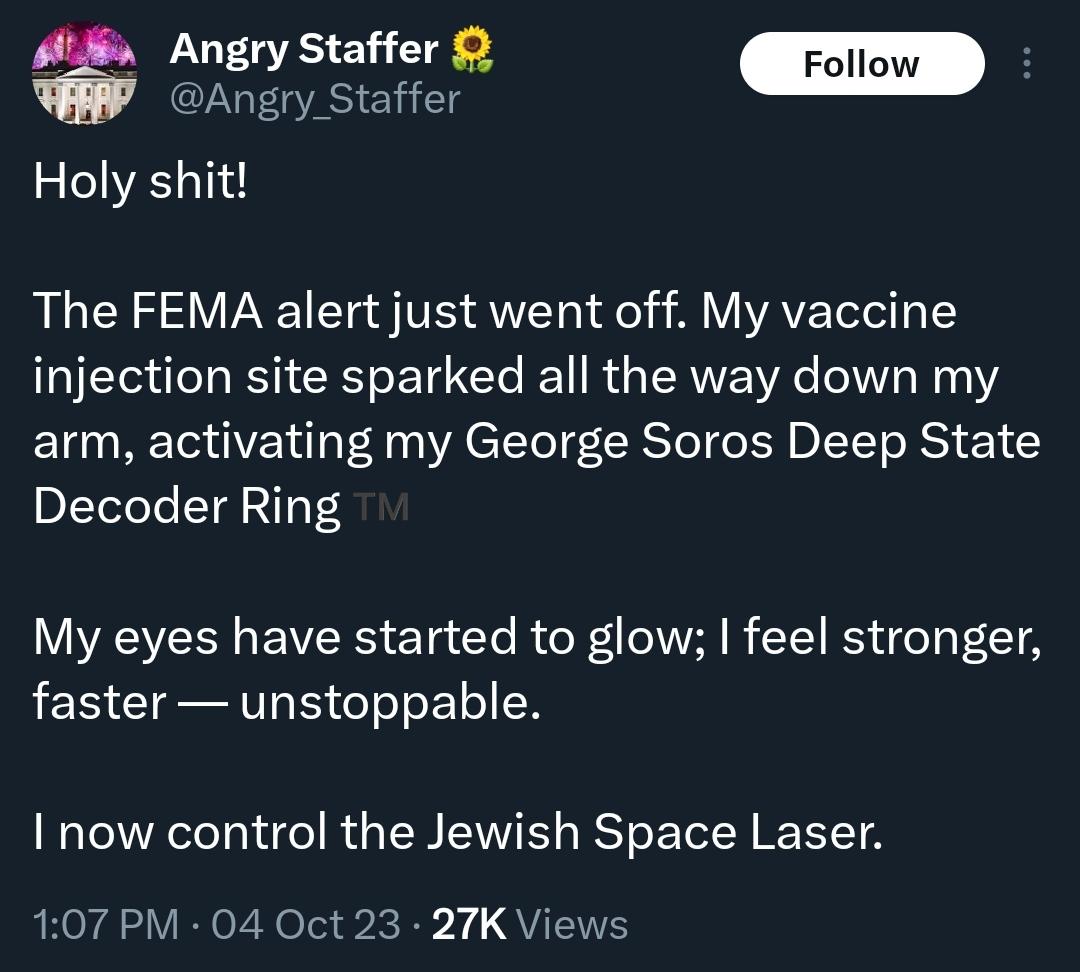 Angry Staffer 🌻
@Angry_Staffer
Follow
Holy shit!
The FEMA alert just went off. My vaccine
injection site sparked all the way down my
arm, activating my George Soros Deep State
Decoder Ring ™️
My eyes have started to glow; I feel stronger,
faster — unstoppable.
I now control the Jewish Space Laser.
1:07 PM · 04 Oct 23 · 27K Views